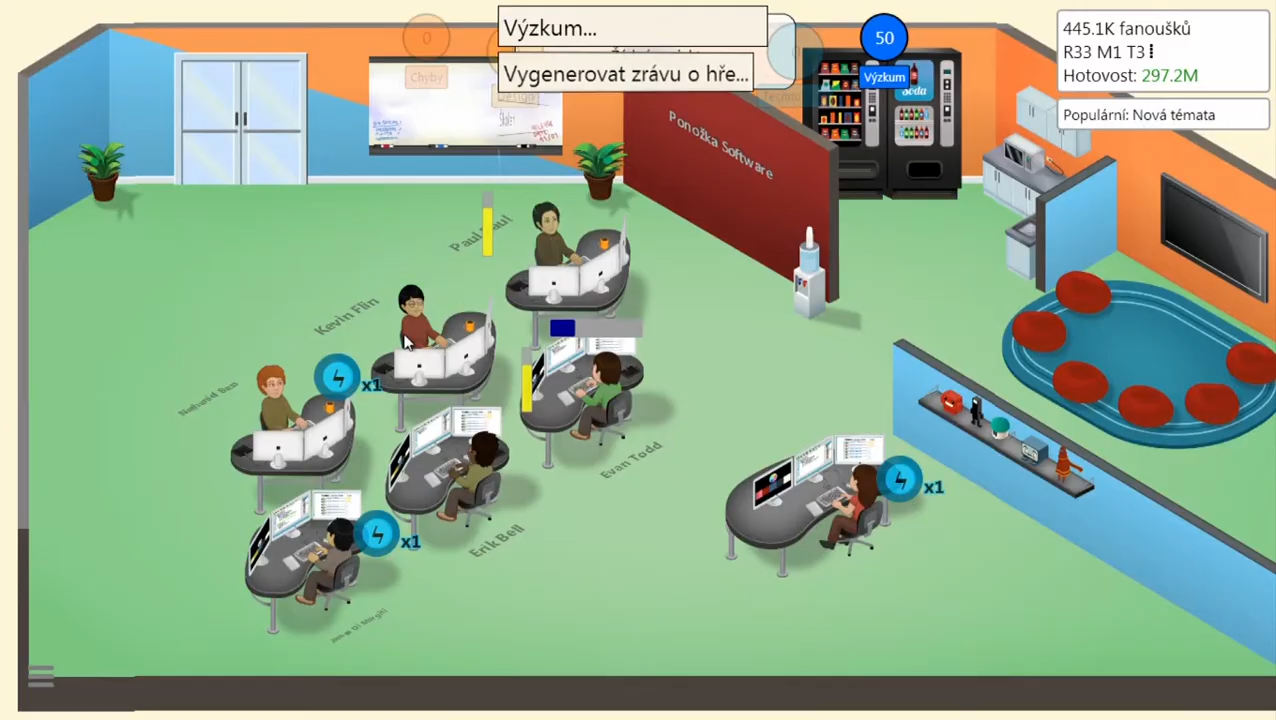 0
Výzkum...
Chyby
Vygenerovat zrávu o hře...
Design
50
Výzkum
445.1K fanoušků
R33 M1 T3
Hotovost: 297.2M
Populární: Nová témata
Soda
Ponožka Software
Paul
Kevin Flin
x1
Evan Todd
x1
Erik Bell
x1